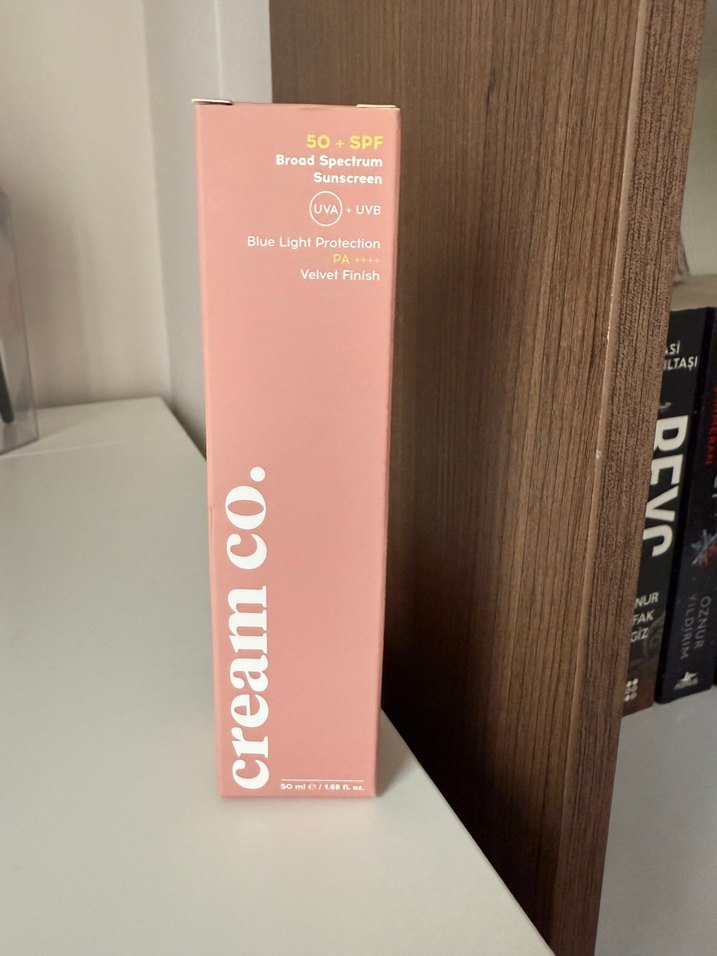 50 + SPF
Broad Spectrum
Sunscreen
UVA + UVB
Blue Light Protection
PA ++++
Velvet Finish
cream co.
50 ml ℮ / 1.69 fl. oz.
ÖZNUR
YILDIRIM